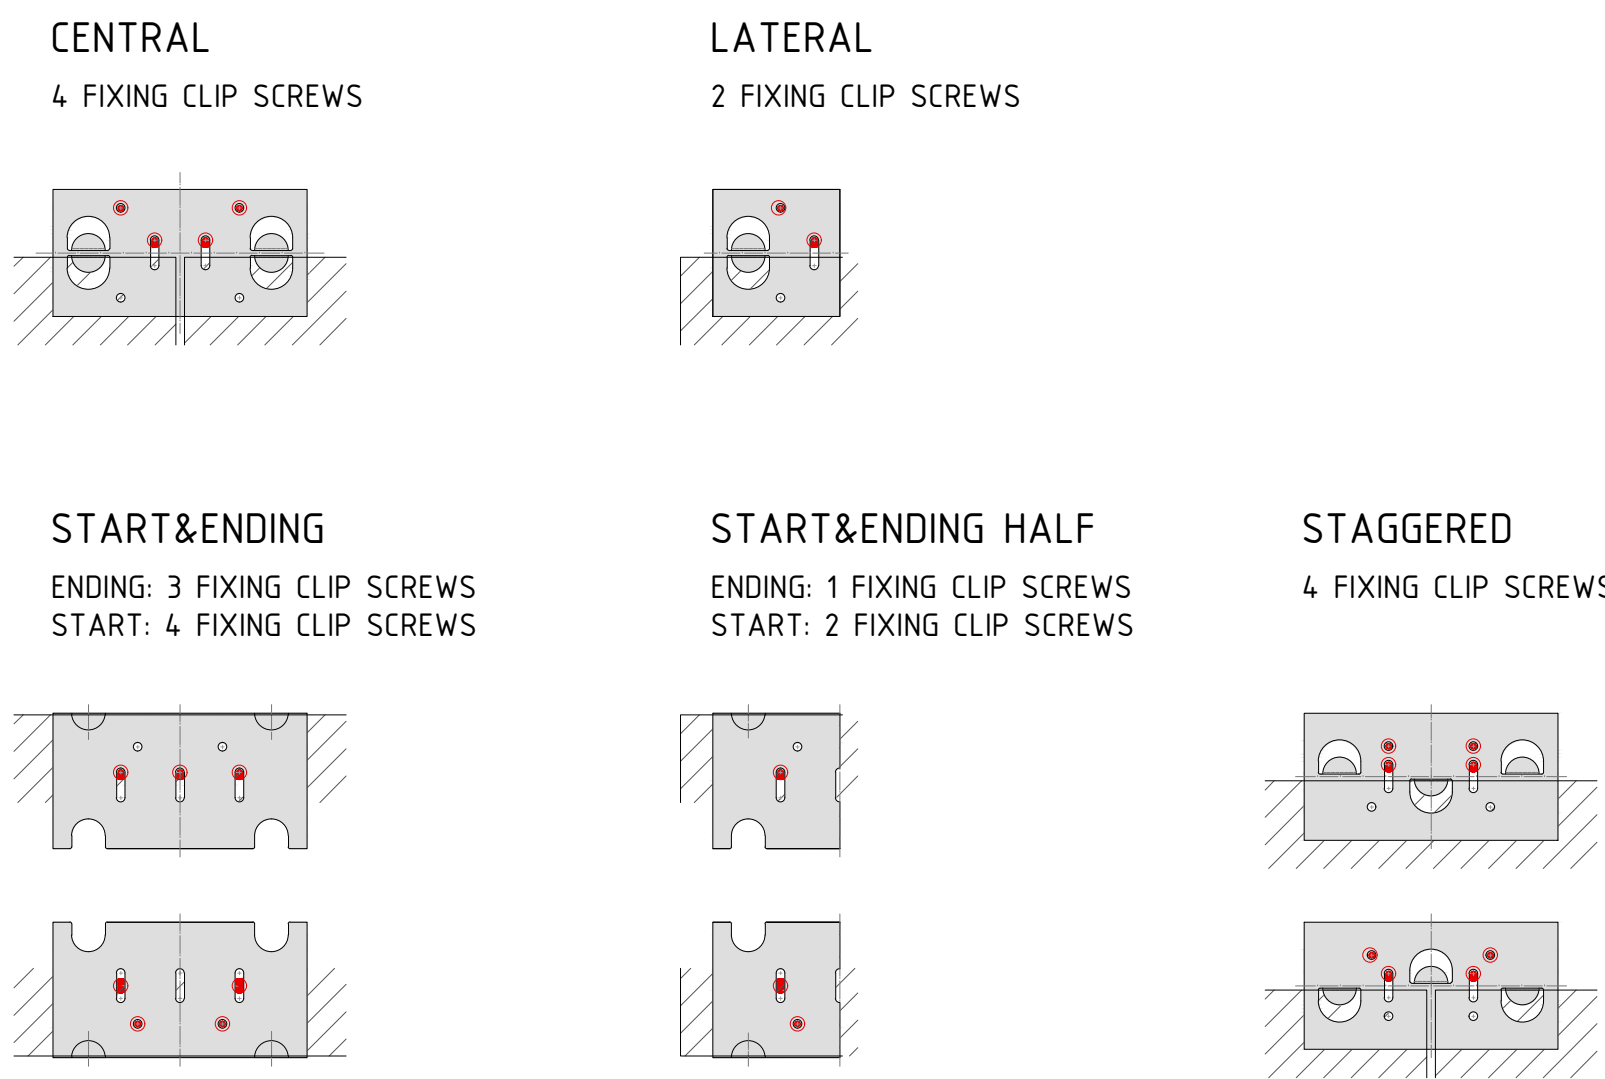 CENTRAL
4 FIXING CLIP SCREWS
LATERAL
2 FIXING CLIP SCREWS
START&ENDING
ENDING: 3 FIXING CLIP SCREWS
START: 4 FIXING CLIP SCREWS
START&ENDING HALF
ENDING: 1 FIXING CLIP SCREWS
START: 2 FIXING CLIP SCREWS
STAGGERED
4 FIXING CLIP SCREWS